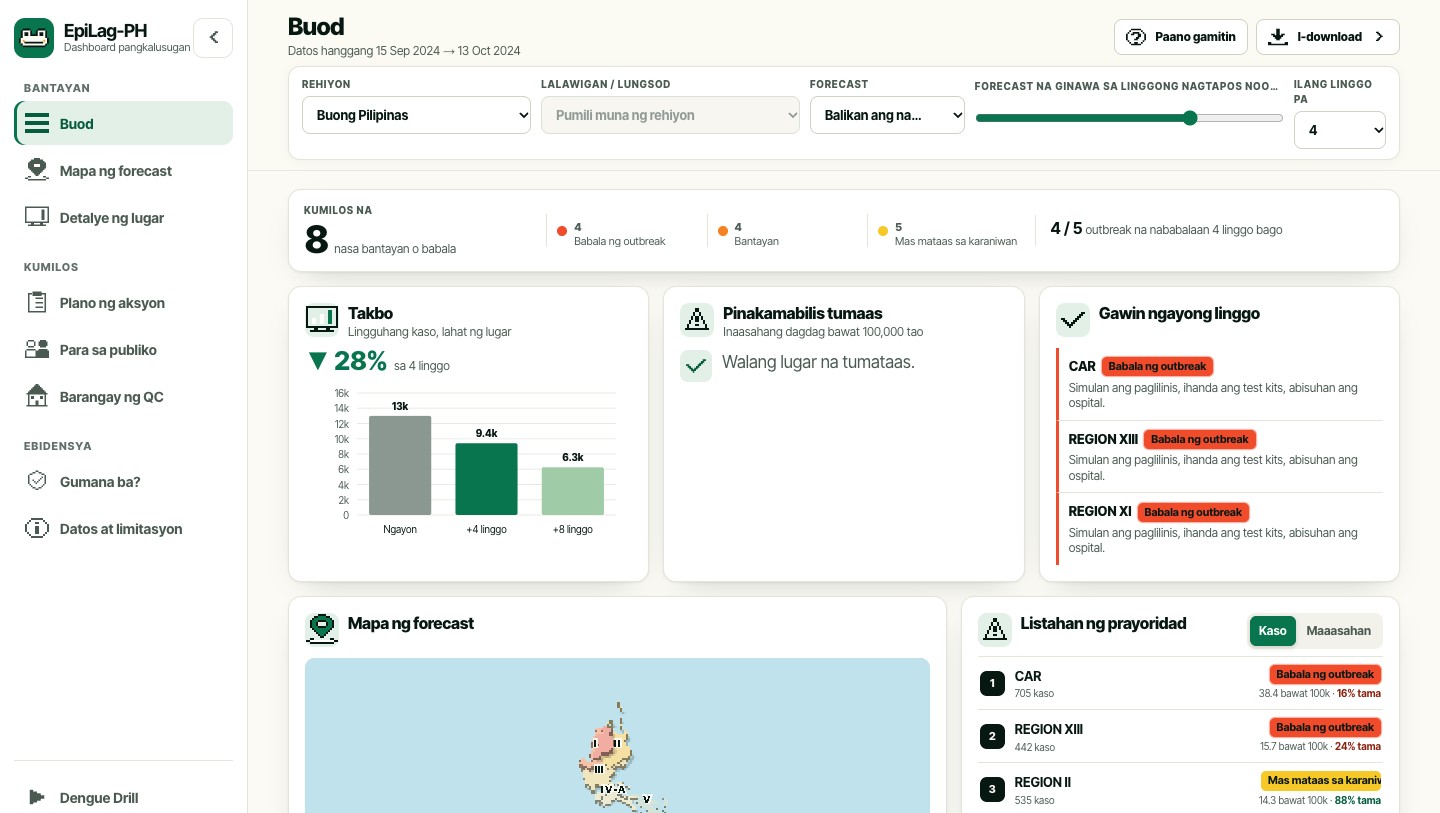 EpiLag-PH
Dashboard pangkalusugan
BANTAYAN
Buod
Mapa ng forecast
Detalye ng lugar
KUMILOS
Plano ng aksyon
Para sa publiko
Barangay ng QC
EBIDENSYA
Gumana ba?
Datos at limitasyon
Dengue Drill
Buod
Datos hanggang 15 Sep 2024 → 13 Oct 2024
Paano gamitin
I-download
REHIYON
Buong Pilipinas
LALAWIGAN / LUNGSOD
Pumili muna ng rehiyon
FORECAST
Balikan ang na...
FORECAST NA GINAWA SA LINGGONG NAGTAPOS NOO...
ILANG LINGGO
PA
4
KUMILOS NA
8 nasa bantayan o babala
4
Babala ng outbreak
4
Bantayan
5
Mas mataas sa karaniwan
4 / 5 outbreak na nababalaan 4 linggo bago
Takbo
Lingguhang kaso, lahat ng lugar
▼ 28% sa 4 linggo
16k
14k
12k
10k
8k
6k
4k
2k
0
13k
9.4k
6.3k
Ngayon
+4 linggo
+8 linggo
Pinakamabilis tumaas
Inaasahang dagdag bawat 100,000 tao
Walang lugar na tumataas.
Gawin ngayong linggo
CAR Babala ng outbreak
Simulan ang paglilinis, ihanda ang test kits, abisuhan ang
ospital.
REGION XIII Babala ng outbreak
Simulan ang paglilinis, ihanda ang test kits, abisuhan ang
ospital.
REGION XI Babala ng outbreak
Simulan ang paglilinis, ihanda ang test kits, abisuhan ang
ospital.
Mapa ng forecast
I
II
III
IV-A
V
Listahan ng prayoridad
Kaso
Maaasahan
1
CAR
705 kaso
Babala ng outbreak
38.4 bawat 100k · 16% tama
2
REGION XIII
442 kaso
Babala ng outbreak
15.7 bawat 100k · 24% tama
3
REGION II
535 kaso
Mas mataas sa karaniw
14.3 bawat 100k · 88% tama